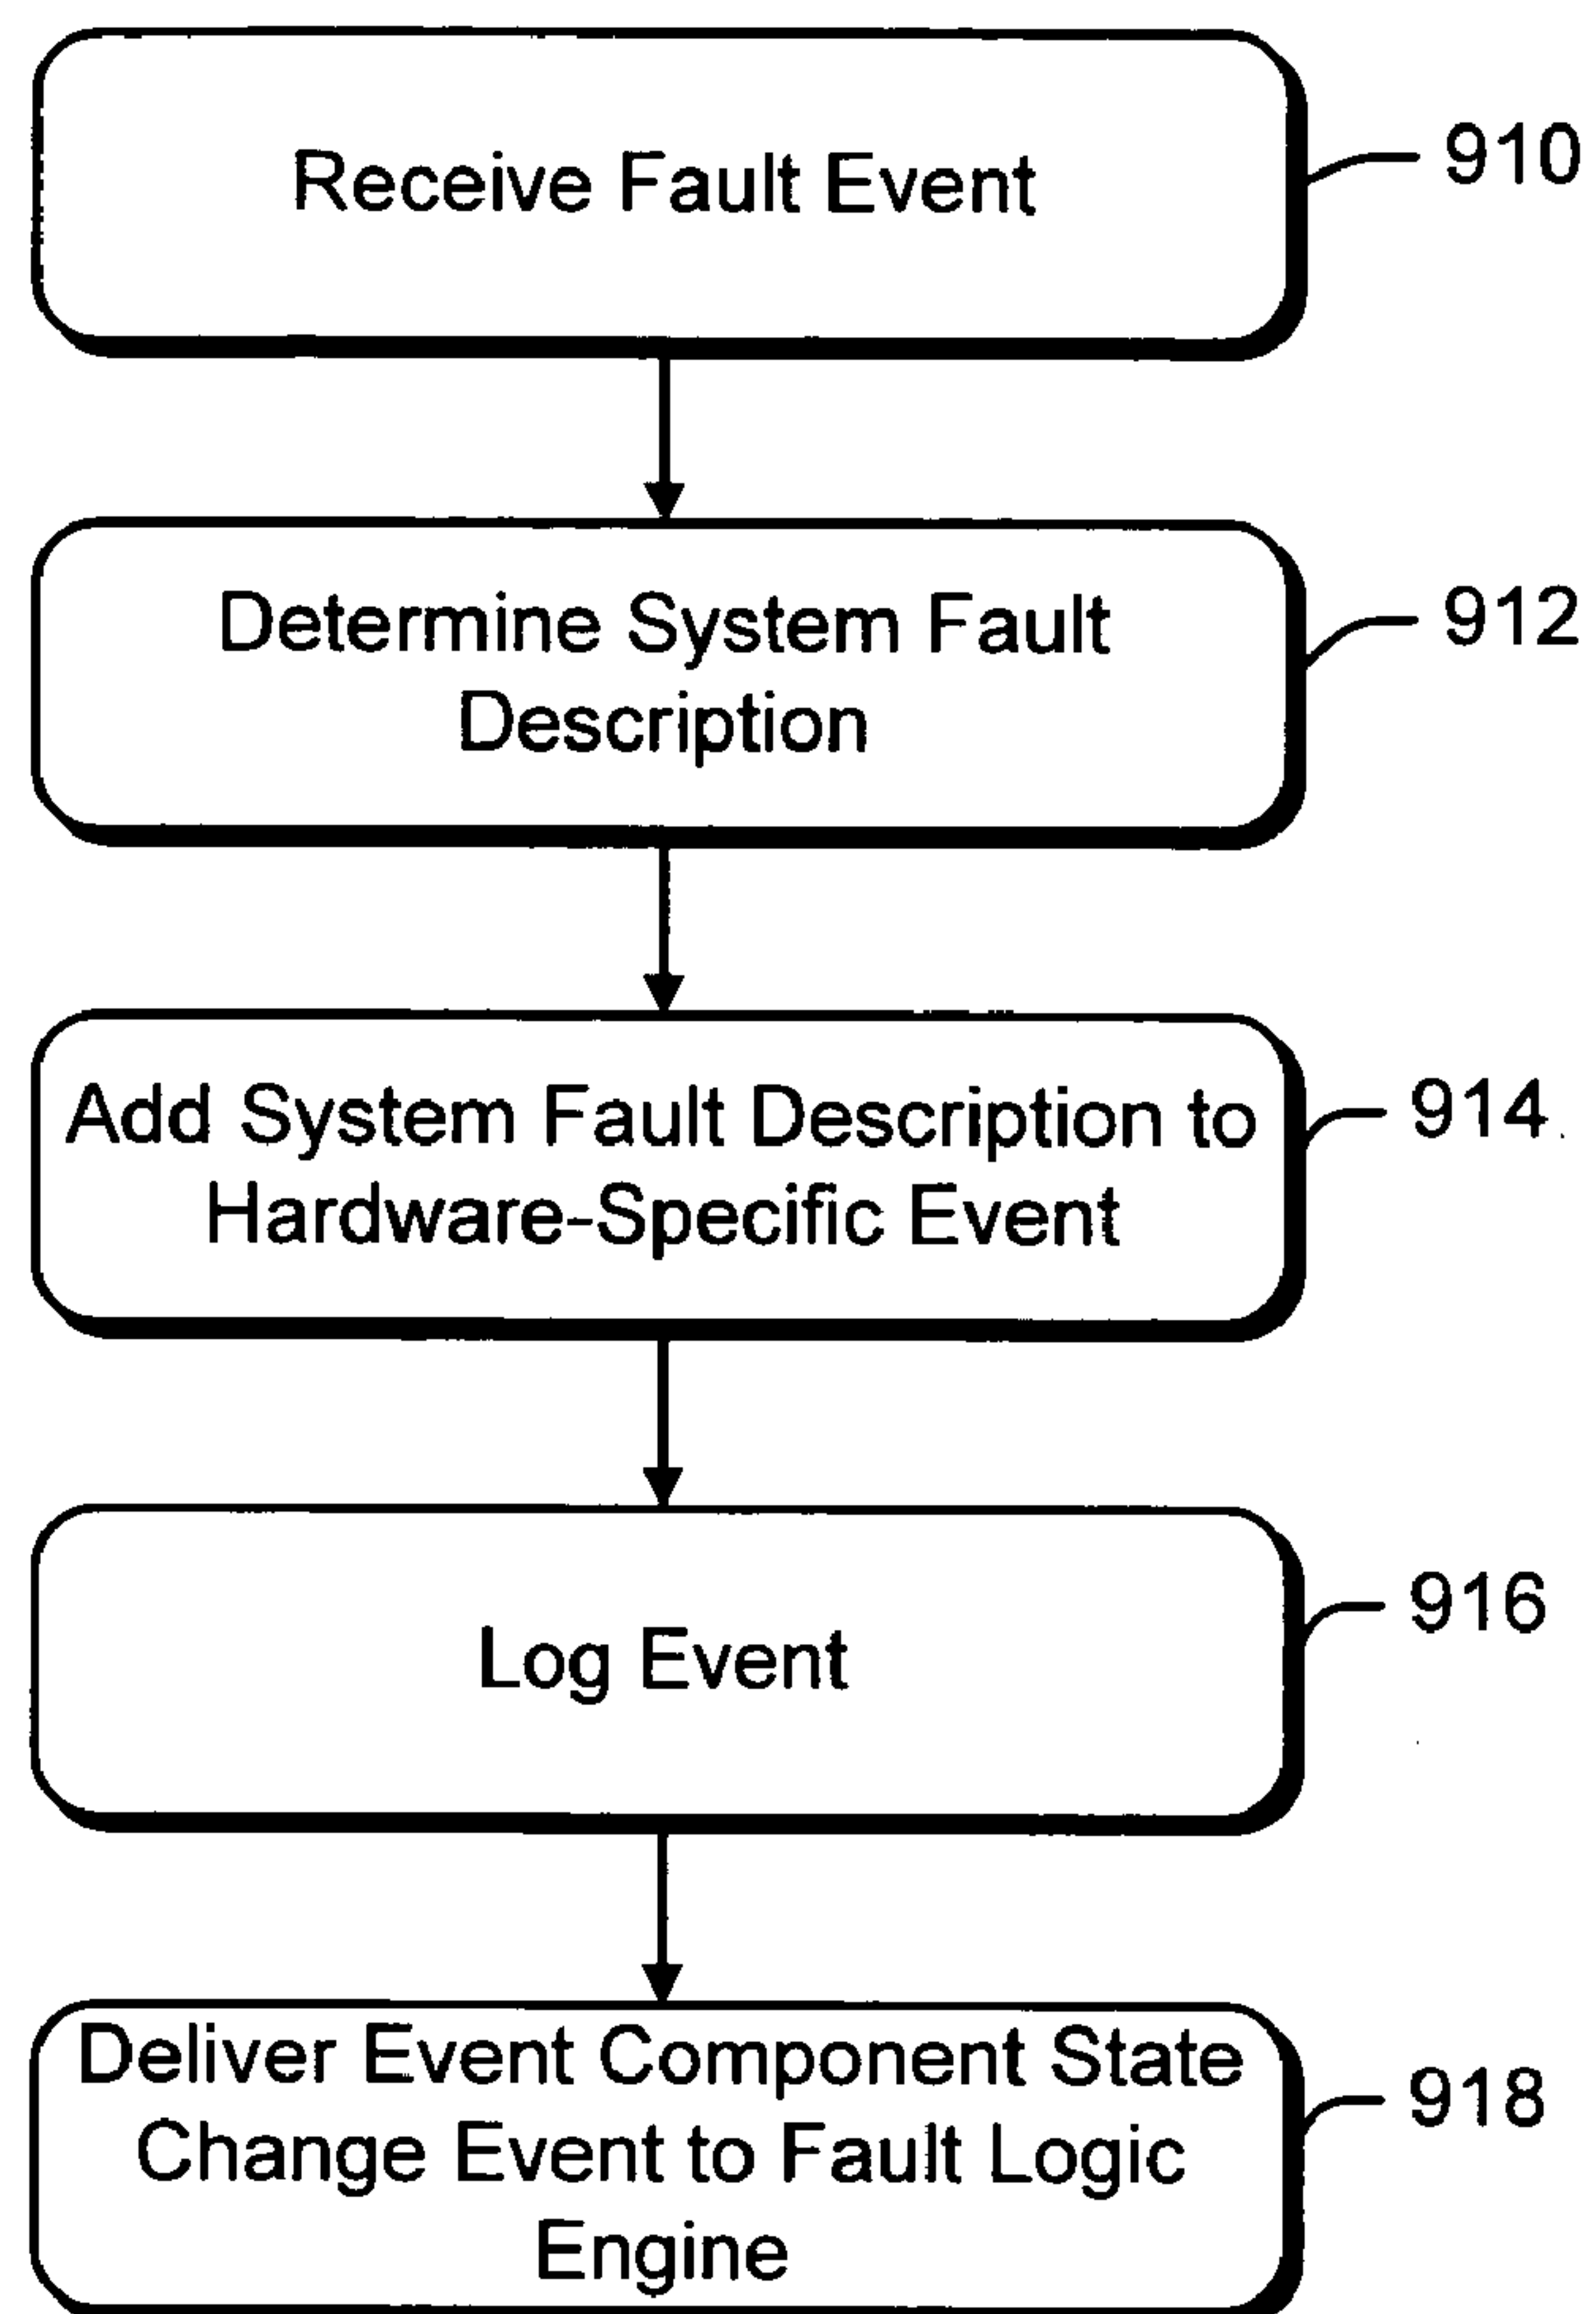 Receive Fault Event
910
Determine System Fault
Description
912
Add System Fault Description to
Hardware-Specific Event
914
Log Event
916
Deliver Event Component State
Change Event to Fault Logic
Engine
918